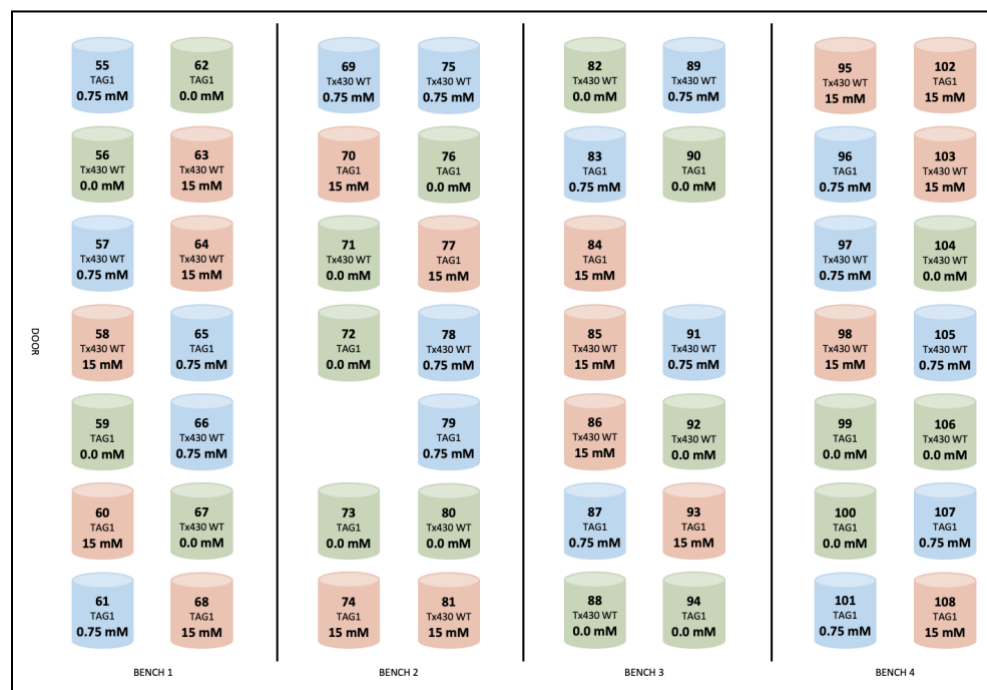 55
TAG1
0.75 mM
62
TAG1
0.0 mM
69
Tx430 WT
0.75 mM
75
Tx430 WT
0.75 mM
82
Tx430 WT
0.0 mM
89
Tx430 WT
0.75 mM
95
Tx430 WT
15 mM
102
TAG1
15 mM
56
Tx430 WT
0.0 mM
63
Tx430 WT
15 mM
70
TAG1
15 mM
76
TAG1
0.0 mM
83
TAG1
0.75 mM
90
TAG1
0.0 mM
96
TAG1
0.75 mM
103
Tx430 WT
15 mM
57
Tx430 WT
0.75 mM
64
Tx430 WT
15 mM
71
Tx430 WT
0.0 mM
77
TAG1
15 mM
84
TAG1
15 mM
97
TAG1
0.75 mM
104
Tx430 WT
0.0 mM
DOOR
58
Tx430 WT
15 mM
65
TAG1
0.75 mM
72
TAG1
0.0 mM
78
Tx430 WT
0.75 mM
85
Tx430 WT
15 mM
91
Tx430 WT
0.75 mM
98
Tx430 WT
15 mM
105
Tx430 WT
0.75 mM
59
TAG1
0.0 mM
66
Tx430 WT
0.75 mM
79
TAG1
0.75 mM
86
Tx430 WT
15 mM
92
Tx430 WT
0.0 mM
99
TAG1
0.0 mM
106
Tx430 WT
0.0 mM
60
TAG1
15 mM
67
Tx430 WT
0.0 mM
73
TAG1
0.0 mM
80
Tx430 WT
0.0 mM
87
TAG1
0.75 mM
93
TAG1
15 mM
100
TAG1
0.0 mM
107
TAG1
0.75 mM
61
TAG1
0.75 mM
68
TAG1
15 mM
74
TAG1
15 mM
81
Tx430 WT
15 mM
88
Tx430 WT
0.0 mM
94
TAG1
0.0 mM
101
TAG1
0.75 mM
108
TAG1
15 mM
BENCH 1
BENCH 2
BENCH 3
BENCH 4